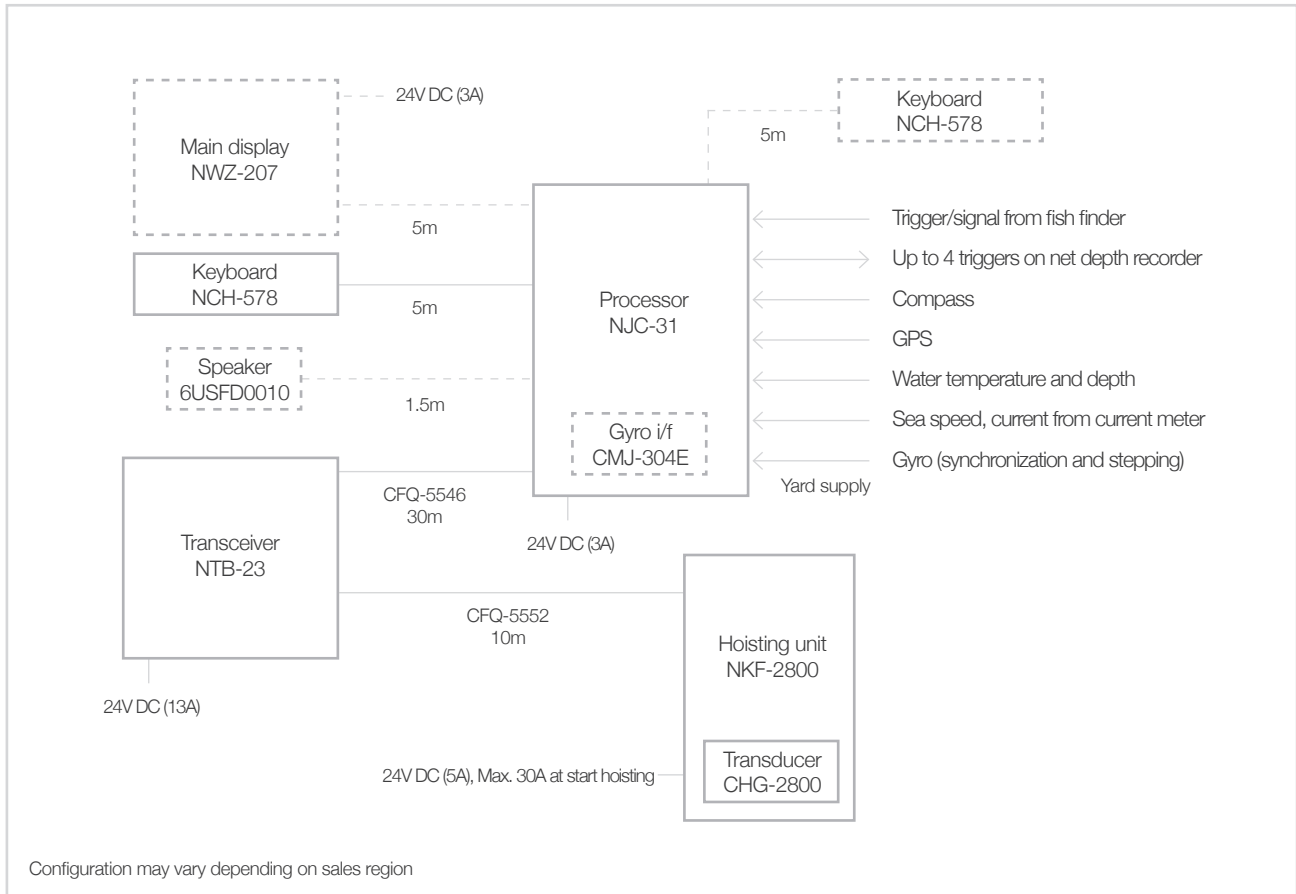 24V DC (3A)
Main display
NWZ-207
5m
Keyboard
NCH-578
5m
Speaker
6USFD0010
1.5m
Transceiver
NTB-23
CFQ-5546
30m
24V DC (13A)
Keyboard
NCH-578
5m
Processor
NJC-31
Gyro i/f
CMJ-304E
24V DC (3A)
Trigger/signal from fish finder
Up to 4 triggers on net depth recorder
Compass
GPS
Water temperature and depth
Sea speed, current from current meter
Gyro (synchronization and stepping)
Yard supply
CFQ-5552
10m
Hoisting unit
NKF-2800
Transducer
CHG-2800
24V DC (5A), Max. 30A at start hoisting
Configuration may vary depending on sales region